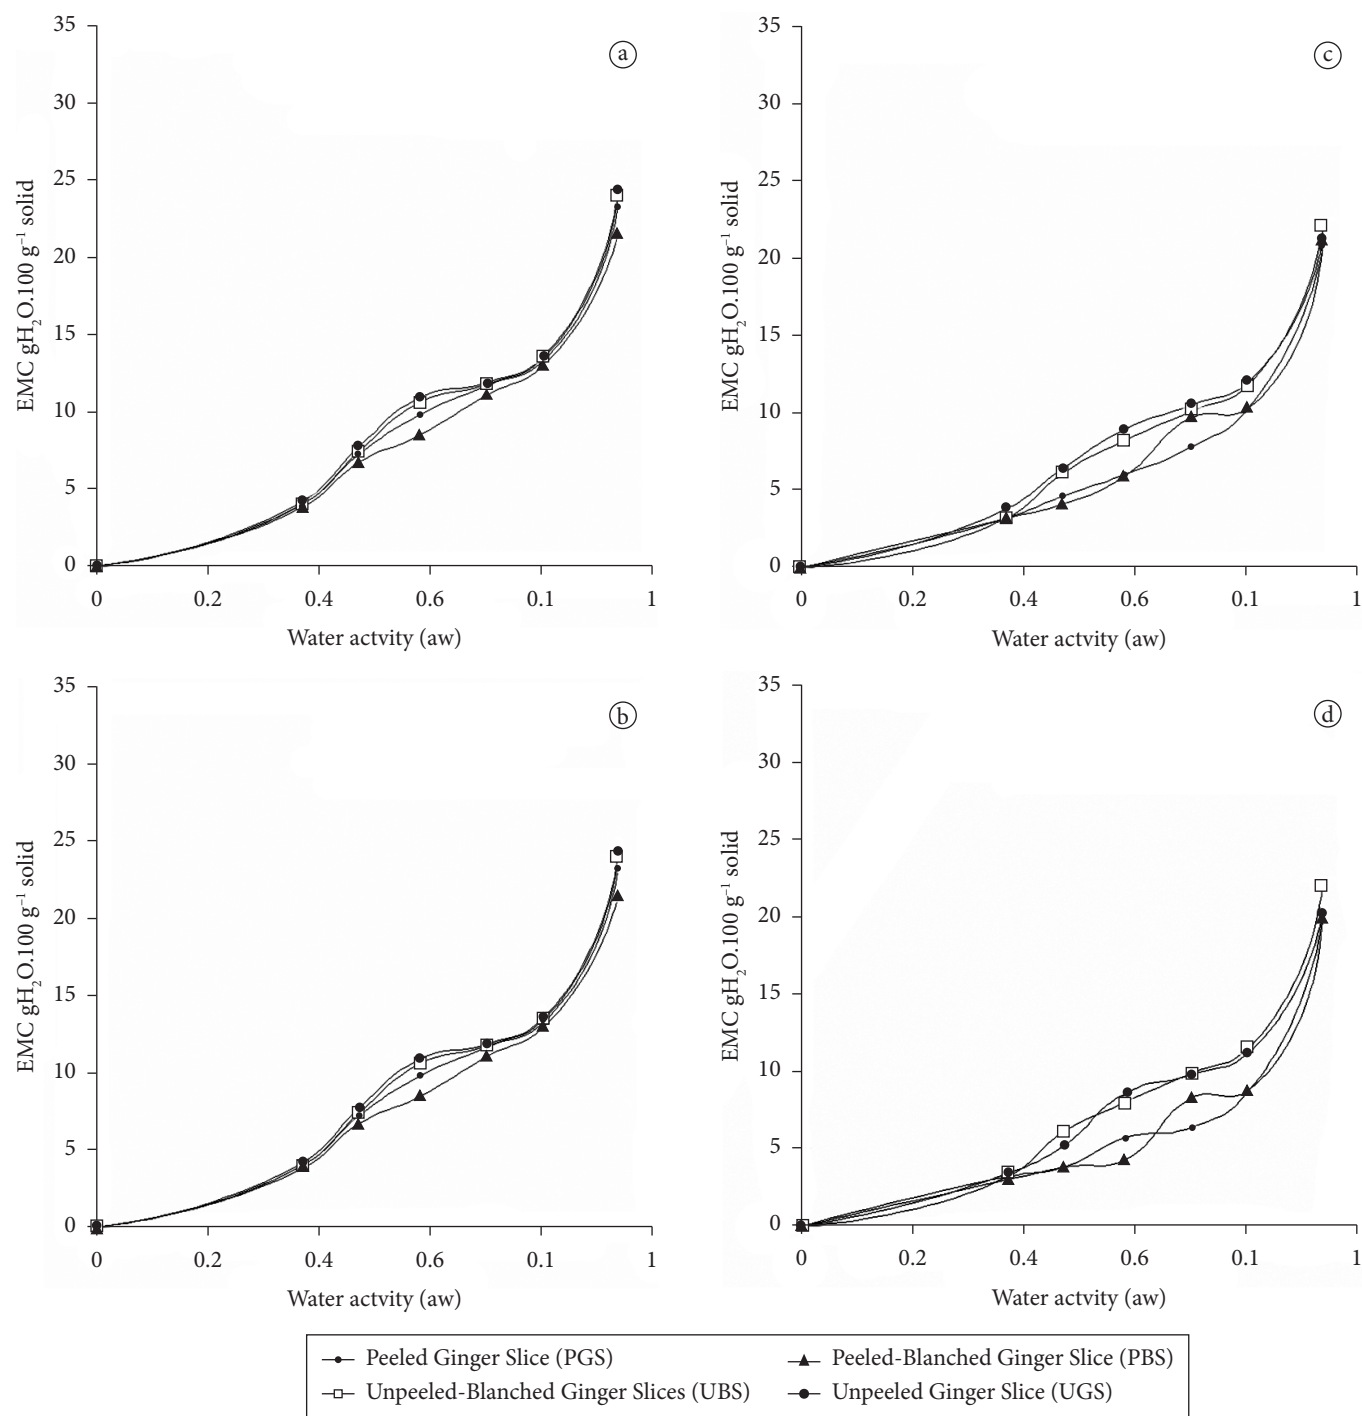 35
30
25
20
15
10
5
0
EMC gH₂O.100 g⁻¹ solid
a
0 0.2 0.4 0.6 0.1 1
Water actvity (aw)
35
30
25
20
15
10
5
0
EMC gH₂O.100 g⁻¹ solid
c
0 0.2 0.4 0.6 0.1 1
Water actvity (aw)
35
30
25
20
15
10
5
0
EMC gH₂O.100 g⁻¹ solid
b
0 0.2 0.4 0.6 0.1 1
Water actvity (aw)
35
30
25
20
15
10
5
0
EMC gH₂O.100 g⁻¹ solid
d
0 0.2 0.4 0.6 0.1 1
Water actvity (aw)
Peeled Ginger Slice (PGS) Peeled-Blanched Ginger Slice (PBS)
Unpeeled-Blanched Ginger Slices (UBS) Unpeeled Ginger Slice (UGS)